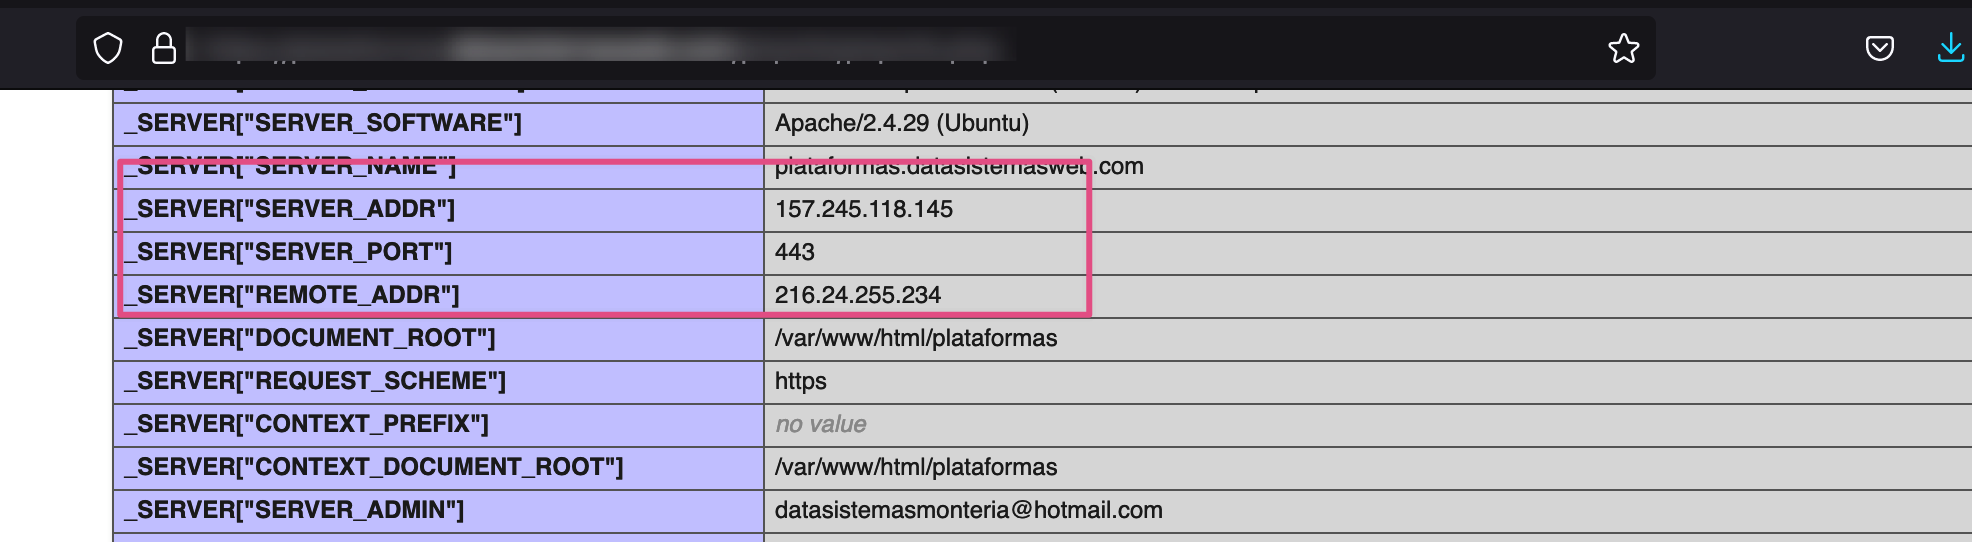 _SERVER["SERVER_SOFTWARE"] Apache/2.4.29 (Ubuntu)
_SERVER["SERVER_NAME"] plataformas.datasistemasweb.com
_SERVER["SERVER_ADDR"] 157.245.118.145
_SERVER["SERVER_PORT"] 443
_SERVER["REMOTE_ADDR"] 216.24.255.234
_SERVER["DOCUMENT_ROOT"] /var/www/html/plataformas
_SERVER["REQUEST_SCHEME"] https
_SERVER["CONTEXT_PREFIX"] no value
_SERVER["CONTEXT_DOCUMENT_ROOT"] /var/www/html/plataformas
_SERVER["SERVER_ADMIN"] datasistemasmonteria@hotmail.com